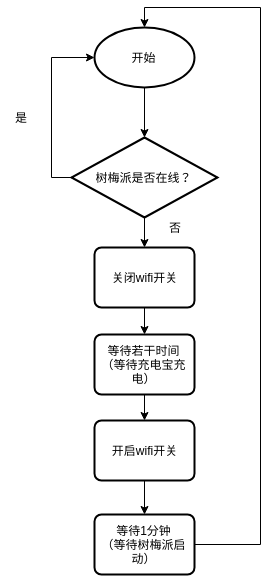 开始
是
树梅派是否在线？
否
关闭wifi开关
等待若干时间
（等待充电宝充
电）
开启wifi开关
等待1分钟
（等待树梅派启
动）